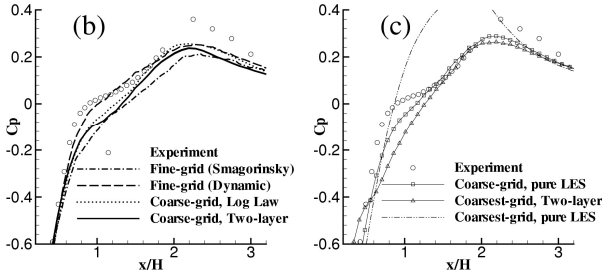 (b)
0.4
0.2
0
-0.2
-0.4
-0.6
Cp
Experiment
Fine-grid (Smagorinsky)
Fine-grid (Dynamic)
Coarse-grid, Log Law
Coarse-grid, Two-layer
1
2
3
x/H
(c)
0.4
0.2
0
-0.2
-0.4
-0.6
Cp
Experiment
Coarse-grid, pure LES
Coarsest-grid, Two-layer
Coarsest-grid, pure LES
1
2
3
x/H